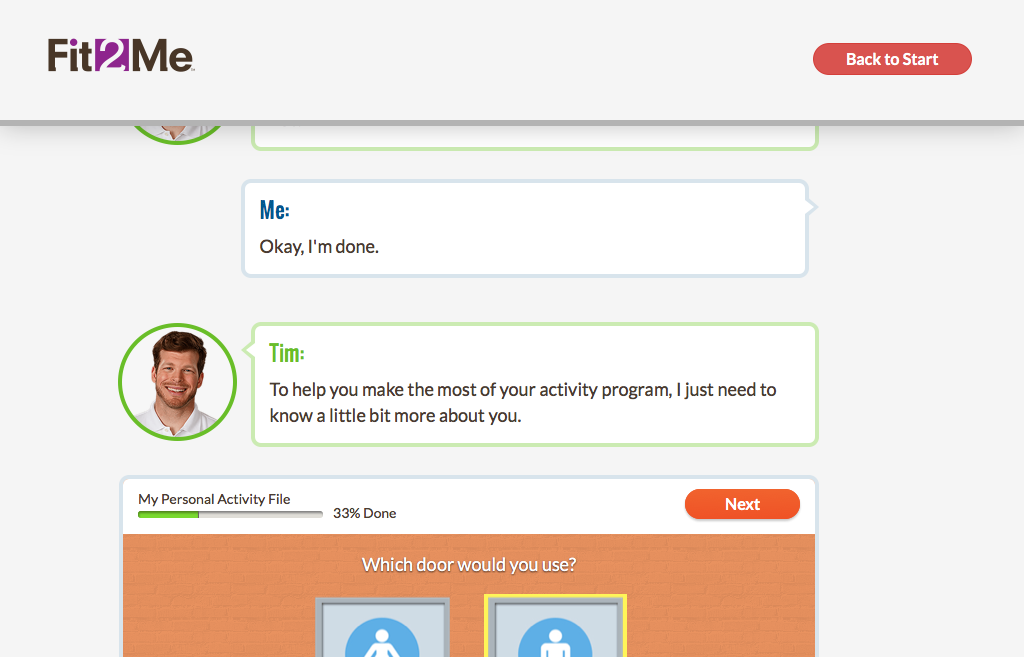 Fit2Me
Back to Start
Me:
Okay, I'm done.
Tim:
To help you make the most of your activity program, I just need to
know a little bit more about you.
My Personal Activity File
33% Done
Next
Which door would you use?